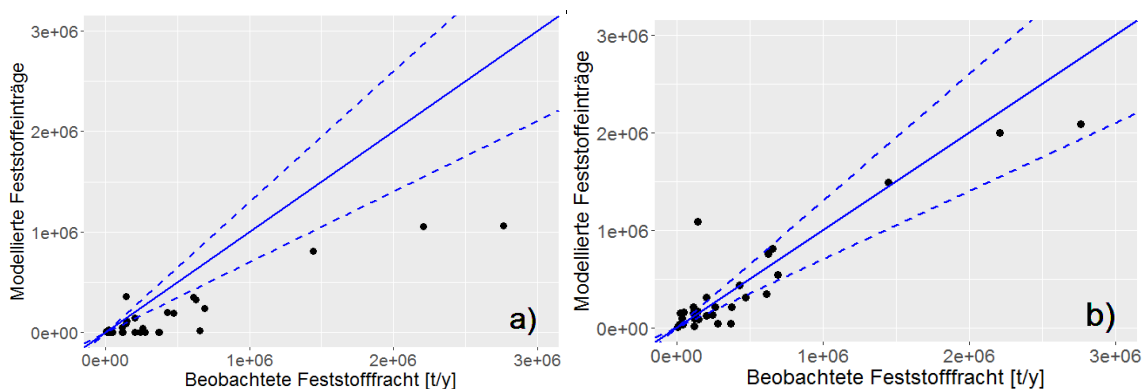 3e+06
2e+06
1e+06
0e+00
Modellierte Feststoffeinträge
a)
0e+00 1e+06 2e+06 3e+06
Beobachtete Feststofffracht [t/y]
3e+06
2e+06
1e+06
0e+00
Modellierte Feststoffeinträge
b)
0e+00 1e+06 2e+06 3e+06
Beobachtete Feststofffracht [t/y]